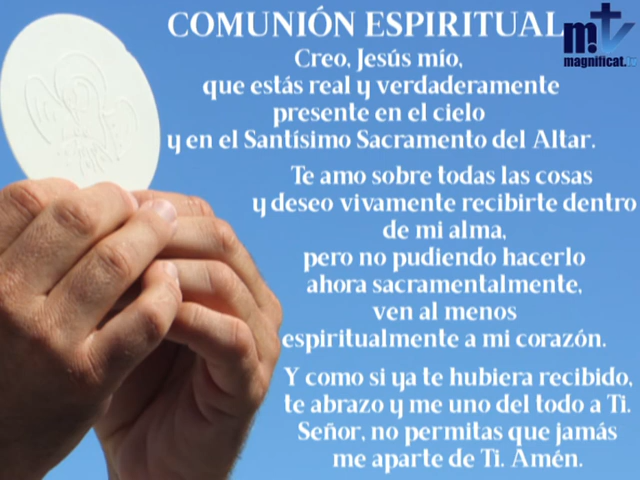 COMUNIÓN ESPIRITUAL
mtv
magnificat.tv
Creo, Jesús mío,
que estás real y verdaderamente
presente en el cielo
y en el Santísimo Sacramento del Altar.
Te amo sobre todas las cosas
y deseo vivamente recibirte dentro
de mi alma,
pero no pudiendo hacerlo
ahora sacramentalmente,
ven al menos
espiritualmente a mi corazón.
Y como si ya te hubiera recibido,
te abrazo y me uno del todo a Ti.
Señor, no permitas que jamás
me aparte de Ti. Amén.